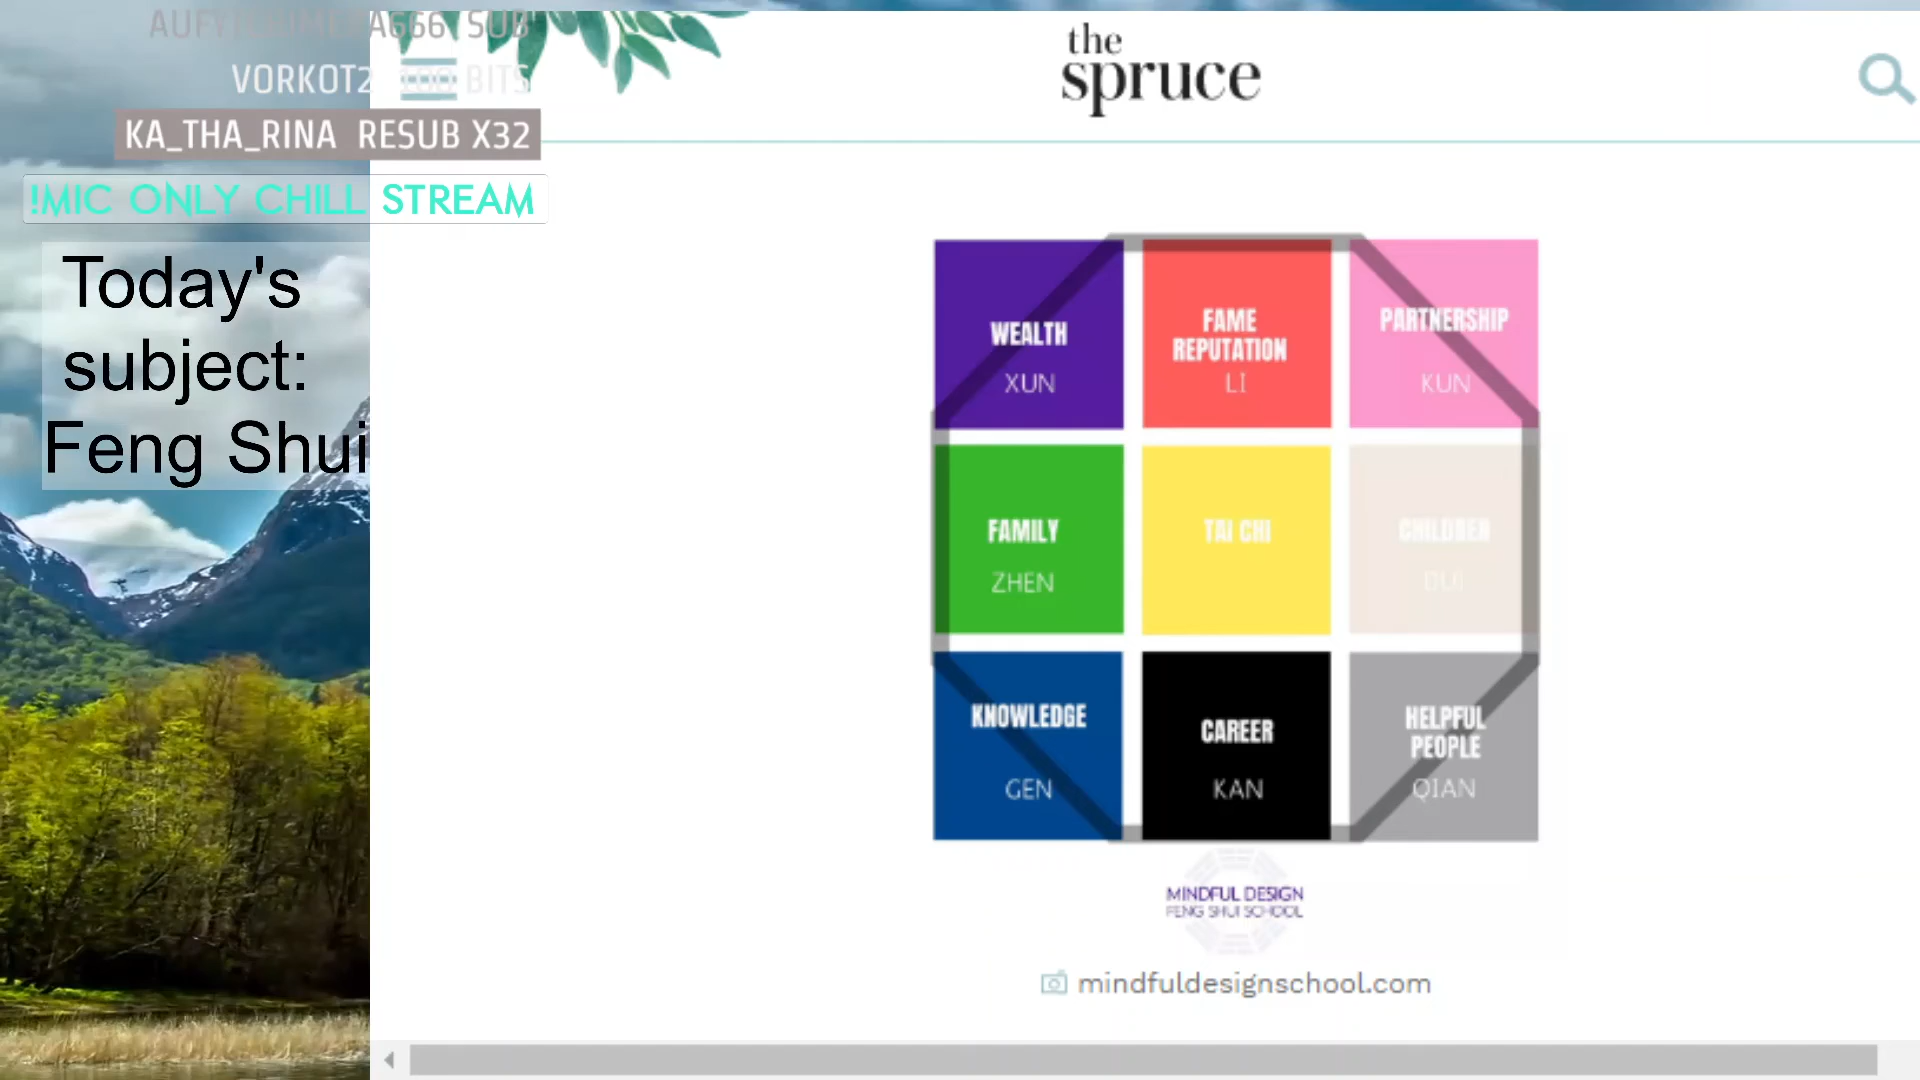 SUB
VORKOT2 100 BITS
KA_THA_RINA RESUB X32
!MIC ONLY CHILL STREAM
Today's
subject:
Feng Shui
the
spruce
WEALTH
XUN
FAME
REPUTATION
LI
PARTNERSHIP
KUN
FAMILY
ZHEN
TAI CHI
CHILDREN
DUI
KNOWLEDGE
GEN
CAREER
KAN
HELPFUL
PEOPLE
QIAN
MINDFUL DESIGN
FENG SHUI SCHOOL
mindfuldesignschool.com